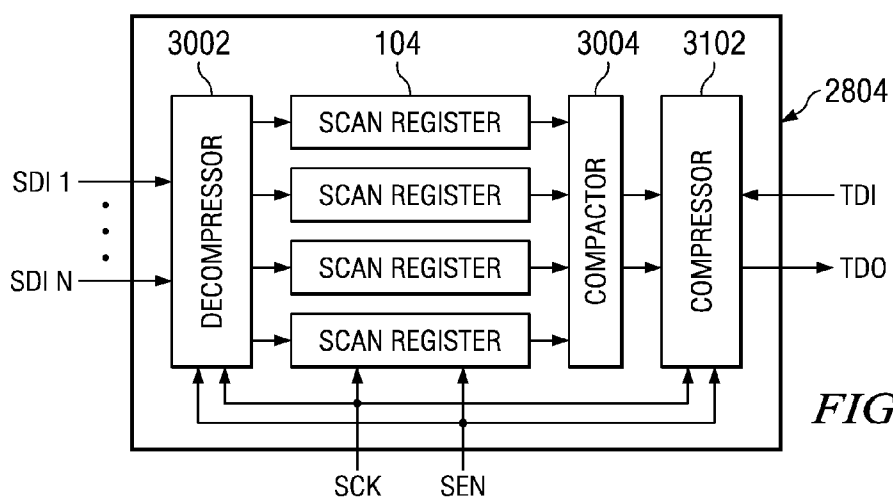 3002
104
3004
3102
2804
SCAN REGISTER
SCAN REGISTER
SCAN REGISTER
SCAN REGISTER
DECOMPRESSOR
COMPACTOR
COMPRESSOR
SDI 1
SDI N
TDI
TDO
FIG
SCK
SEN